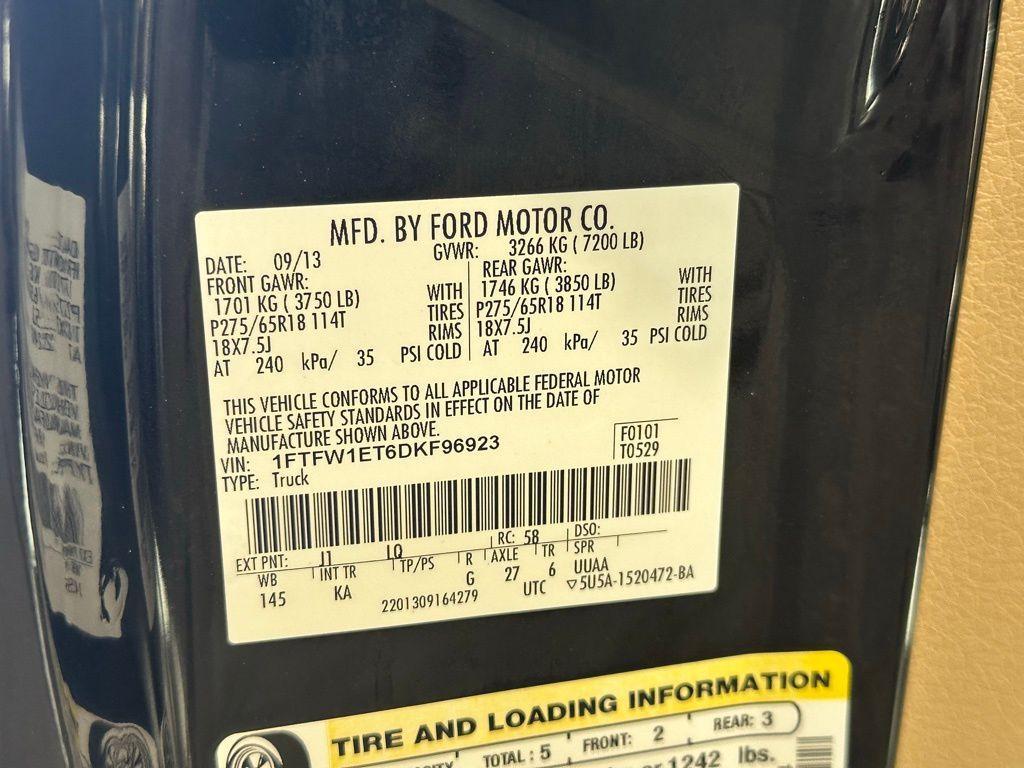 MFD. BY FORD MOTOR CO.
DATE: 09/13 GVWR: 3266 KG ( 7200 LB)
FRONT GAWR: REAR GAWR:
1701 KG ( 3750 LB) WITH 1746 KG ( 3850 LB) WITH
P275/65R18 114T TIRES P275/65R18 114T TIRES
18X7.5J RIMS 18X7.5J RIMS
AT 240 kPa/ 35 PSI COLD AT 240 kPa/ 35 PSI COLD
THIS VEHICLE CONFORMS TO ALL APPLICABLE FEDERAL MOTOR
VEHICLE SAFETY STANDARDS IN EFFECT ON THE DATE OF
MANUFACTURE SHOWN ABOVE.
VIN: 1FTFW1ET6DKF96923 F0101
TYPE: Truck T0529
EXT PNT: J1 LQ RC: 58 DSO:
WB INT TR TP/PS R AXLE TR SPR
145 KA G 27 6 UUAA
2201309164279 UTC ▽5U5A-1520472-BA
TIRE AND LOADING INFORMATION
TOTAL : 5 FRONT: 2 REAR: 3
or 1242 lbs.